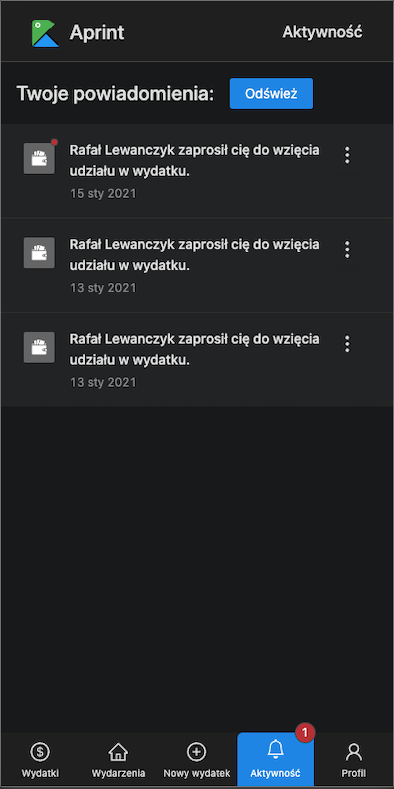 Aprint
Aktywność
Twoje powiadomienia:
Odśwież
Rafał Lewanczyk zaprosił cię do wzięcia
udziału w wydatku.
15 sty 2021
Rafał Lewanczyk zaprosił cię do wzięcia
udziału w wydatku.
13 sty 2021
Rafał Lewanczyk zaprosił cię do wzięcia
udziału w wydatku.
13 sty 2021
1
Wydatki
Wydarzenia
Nowy wydatek
Aktywność
Profil